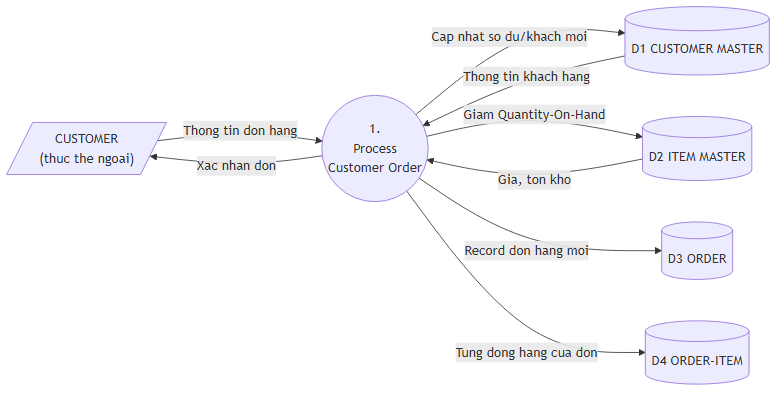 Cap nhat so du/khach moi
D1 CUSTOMER MASTER
Thong tin khach hang
1.
Process
Customer Order
Giam Quantity-On-Hand
CUSTOMER
(thuc the ngoai)
Thong tin don hang
Xac nhan don
D2 ITEM MASTER
Gia, ton kho
Record don hang moi
D3 ORDER
Tung dong hang cua don
D4 ORDER-ITEM